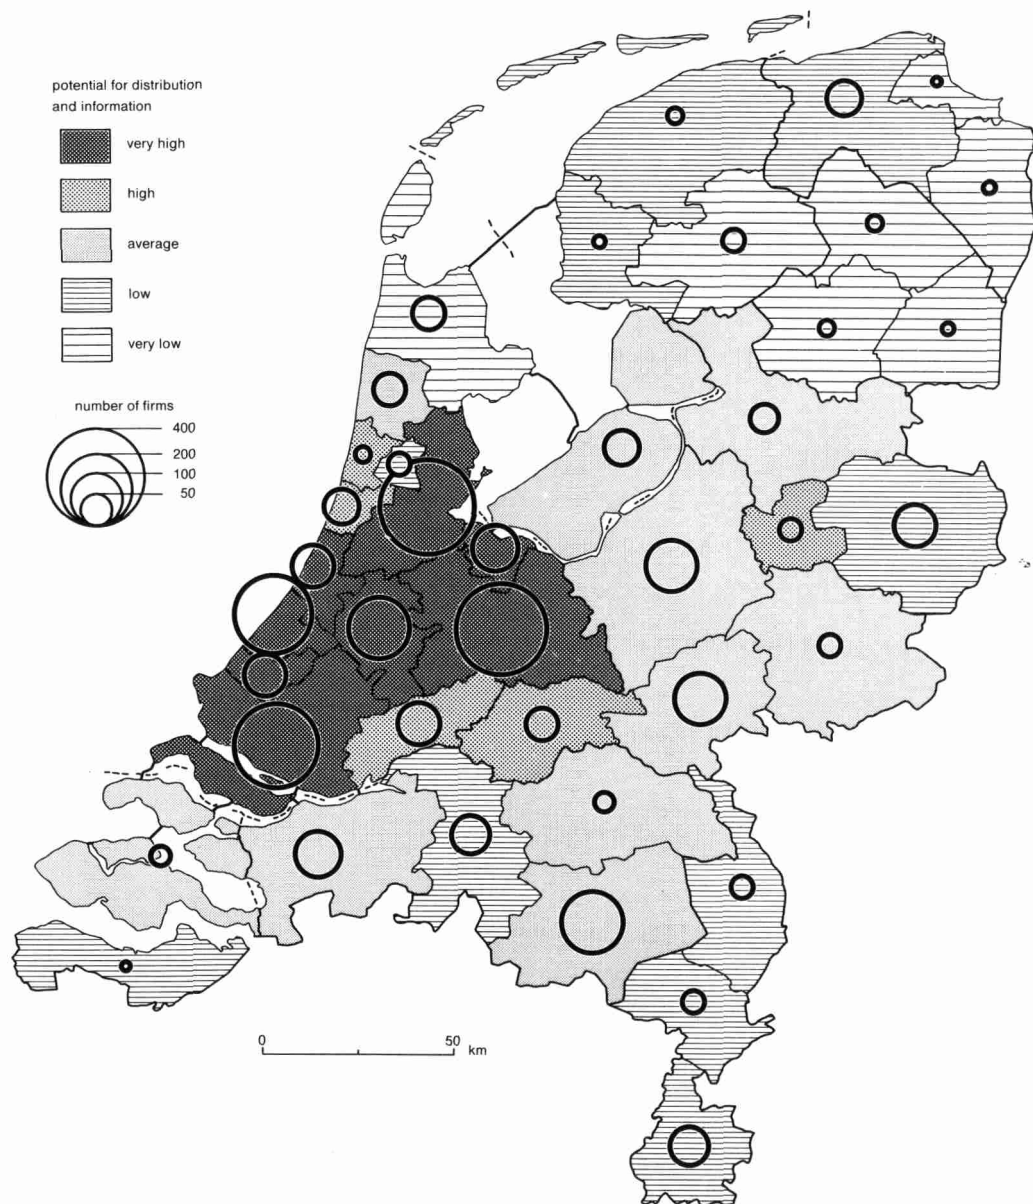 potential for distribution
and information
very high
high
average
low
very low
number of firms
400
200
100
50
0 50 km